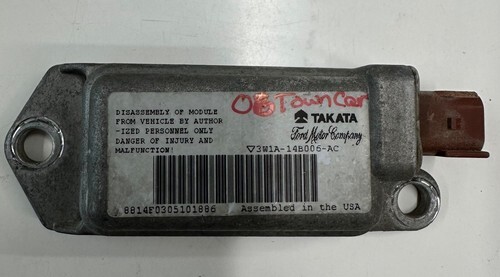 06 Town Car
DISASSEMBLY OF MODULE
FROM VEHICLE BY AUTHOR
-IZED PERSONNEL ONLY
DANGER OF INJURY AND
MALFUNCTION!
TAKATA
Ford Motor Company
▽3W1A-14B006-AC
8814F0305101886
Assembled in the USA